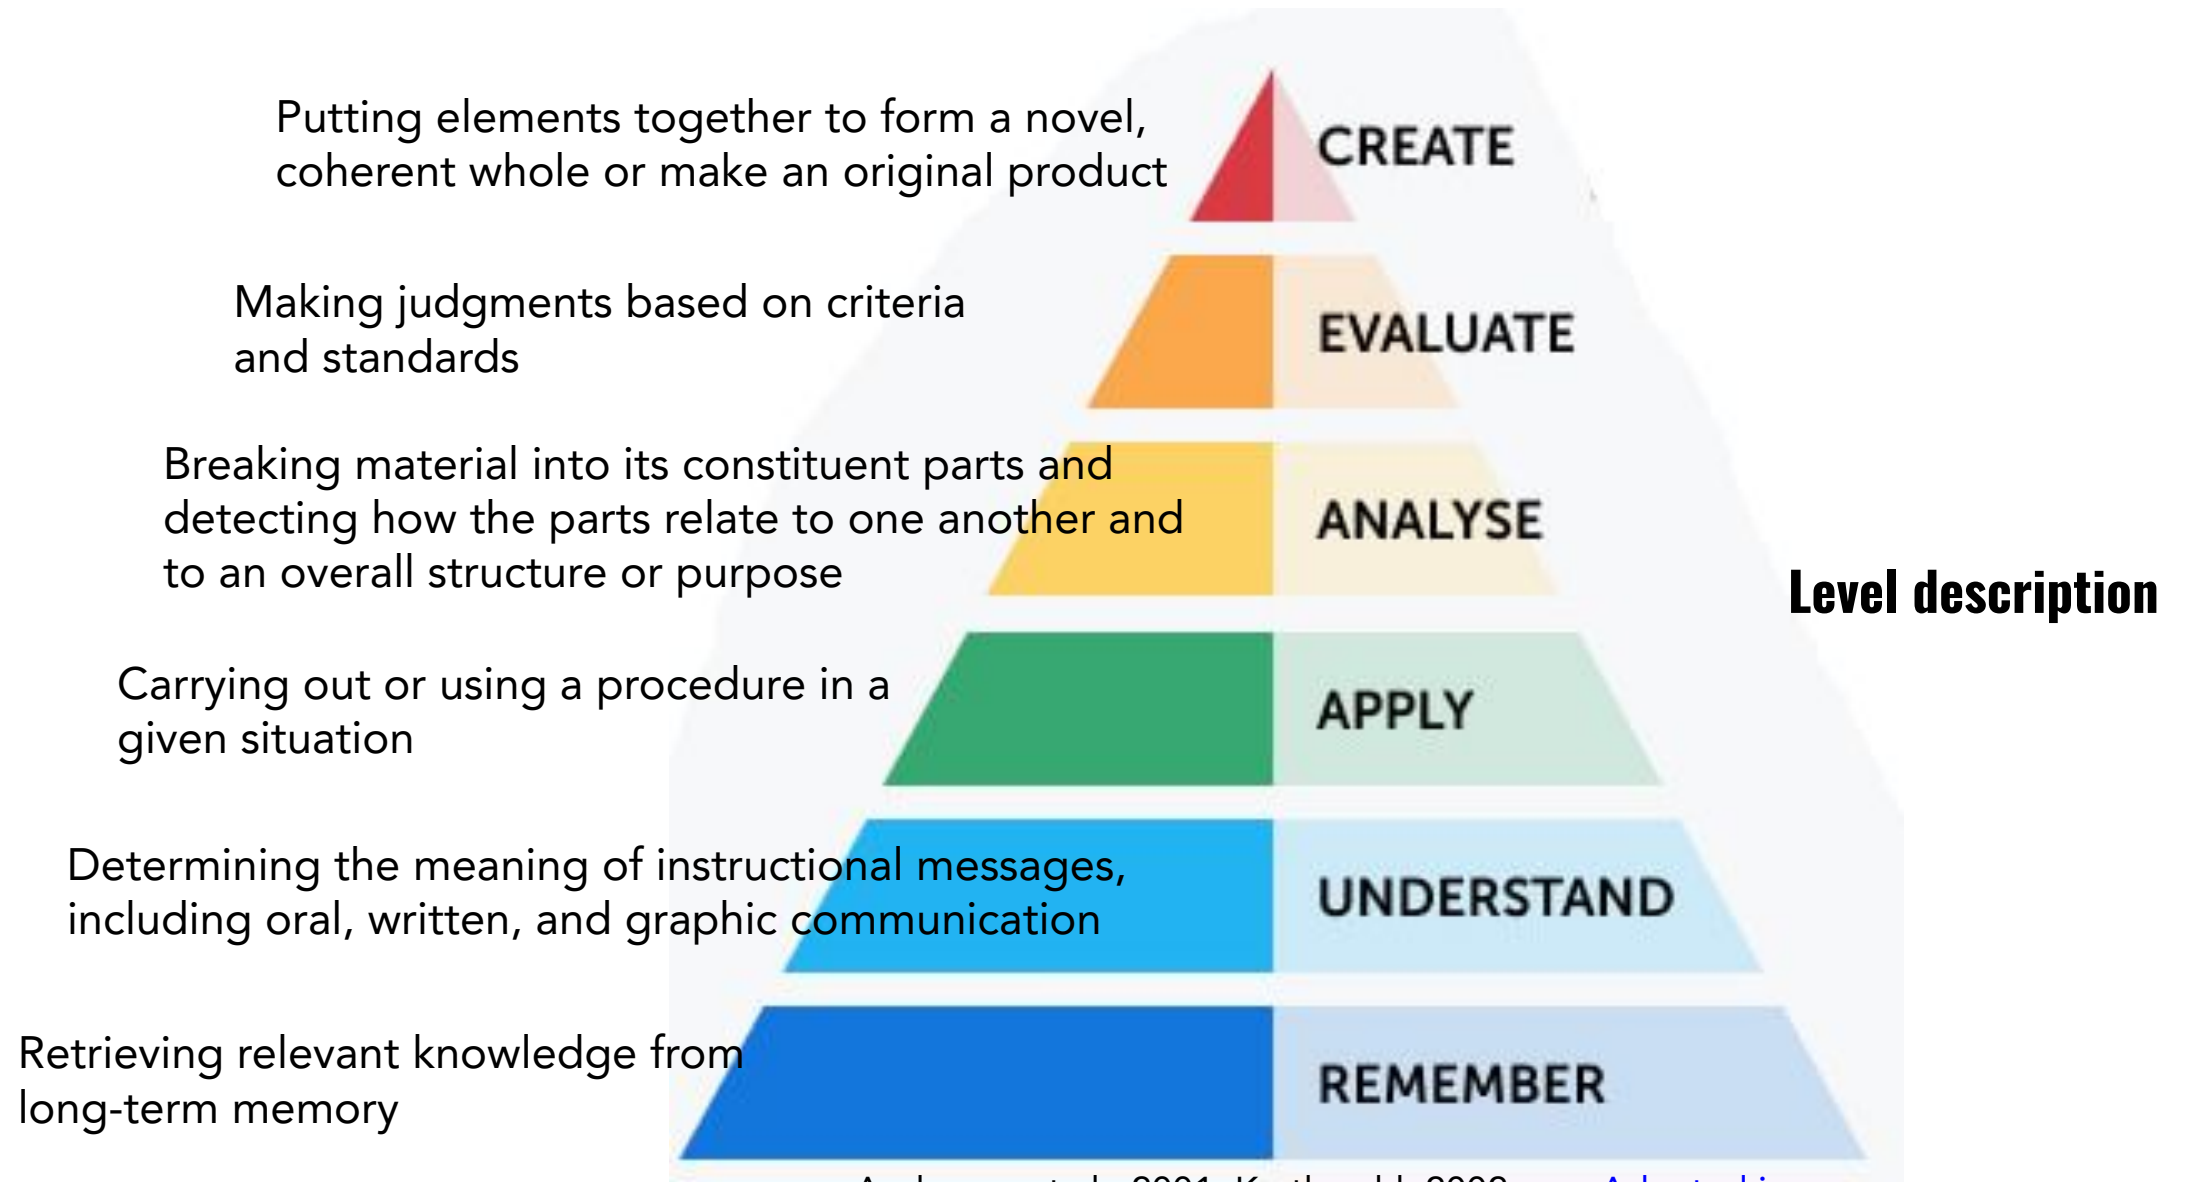 Putting elements together to form a novel,
coherent whole or make an original product
CREATE
Making judgments based on criteria
and standards
EVALUATE
Breaking material into its constituent parts and
detecting how the parts relate to one another and
to an overall structure or purpose
ANALYSE
Level description
Carrying out or using a procedure in a
given situation
APPLY
Determining the meaning of instructional messages,
including oral, written, and graphic communication
UNDERSTAND
Retrieving relevant knowledge from
long-term memory
REMEMBER